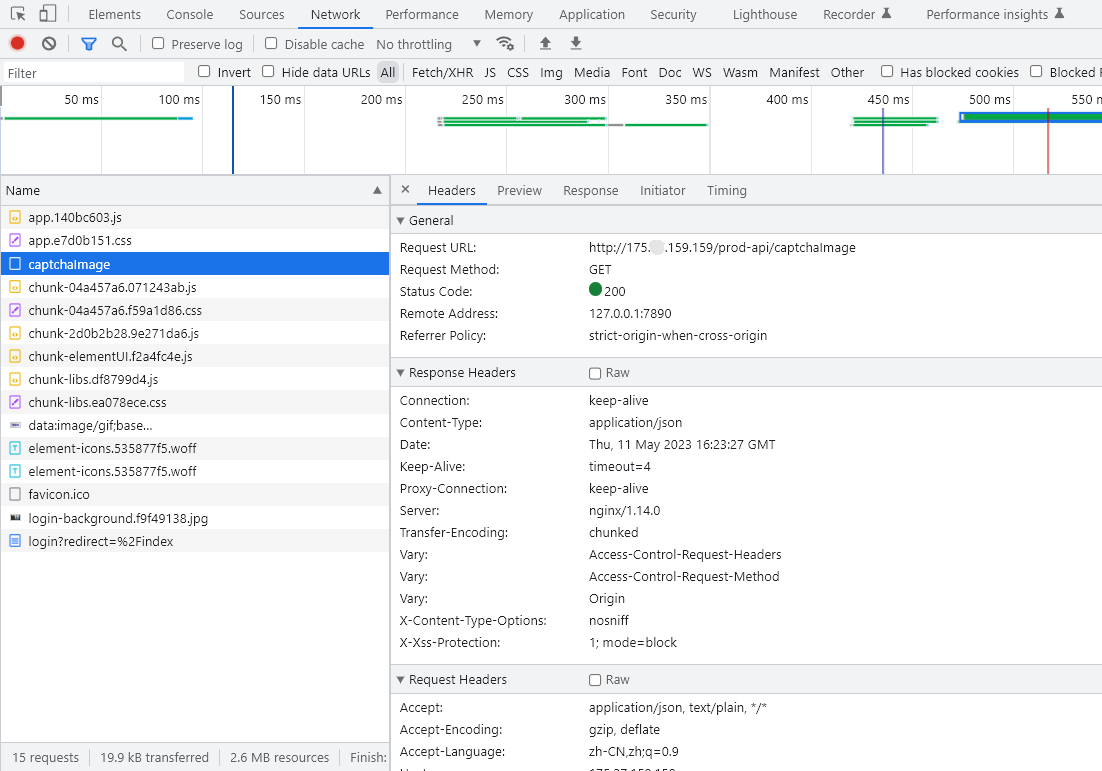 Elements Console Sources Network Performance Memory Application Security Lighthouse Recorder Performance insights
Preserve log Disable cache No throttling
Filter Invert Hide data URLs All Fetch/XHR JS CSS Img Media Font Doc WS Wasm Manifest Other Has blocked cookies Blocked
50 ms 100 ms 150 ms 200 ms 250 ms 300 ms 350 ms 400 ms 450 ms 500 ms 550 m
Name
app.140bc603.js
app.e7d0b151.css
captchaImage
chunk-04a457a6.071243ab.js
chunk-04a457a6.f59a1d86.css
chunk-2d0b2b28.9e271da6.js
chunk-elementUI.f2a4fc4e.js
chunk-libs.df8799d4.js
chunk-libs.ea078ece.css
data:image/gif;base...
element-icons.535877f5.woff
element-icons.535877f5.woff
favicon.ico
login-background.f9f49138.jpg
login?redirect=%2Findex
15 requests 19.9 kB transferred 2.6 MB resources Finish:
Headers Preview Response Initiator Timing
General
Request URL: http://175. .159.159/prod-api/captchaImage
Request Method: GET
Status Code: 200
Remote Address: 127.0.0.1:7890
Referrer Policy: strict-origin-when-cross-origin
Response Headers Raw
Connection: keep-alive
Content-Type: application/json
Date: Thu, 11 May 2023 16:23:27 GMT
Keep-Alive: timeout=4
Proxy-Connection: keep-alive
Server: nginx/1.14.0
Transfer-Encoding: chunked
Vary: Access-Control-Request-Headers
Vary: Access-Control-Request-Method
Vary: Origin
X-Content-Type-Options: nosniff
X-Xss-Protection: 1; mode=block
Request Headers Raw
Accept: application/json, text/plain, */*
Accept-Encoding: gzip, deflate
Accept-Language: zh-CN,zh;q=0.9